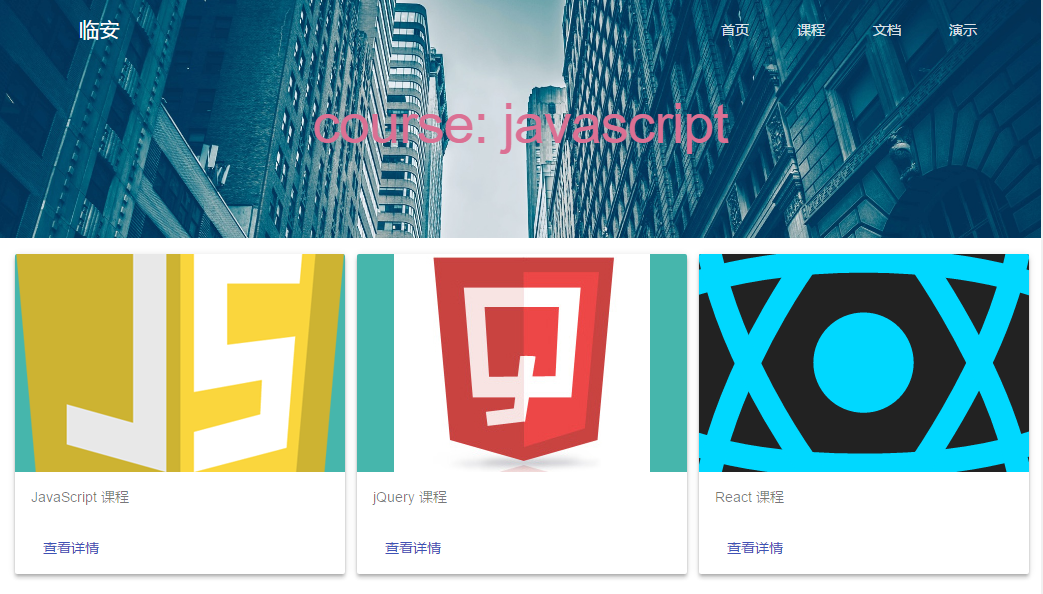 临安
首页 课程 文档 演示
course: javascript
JS
JavaScript 课程
jQuery 课程
React 课程
查看详情
查看详情
查看详情